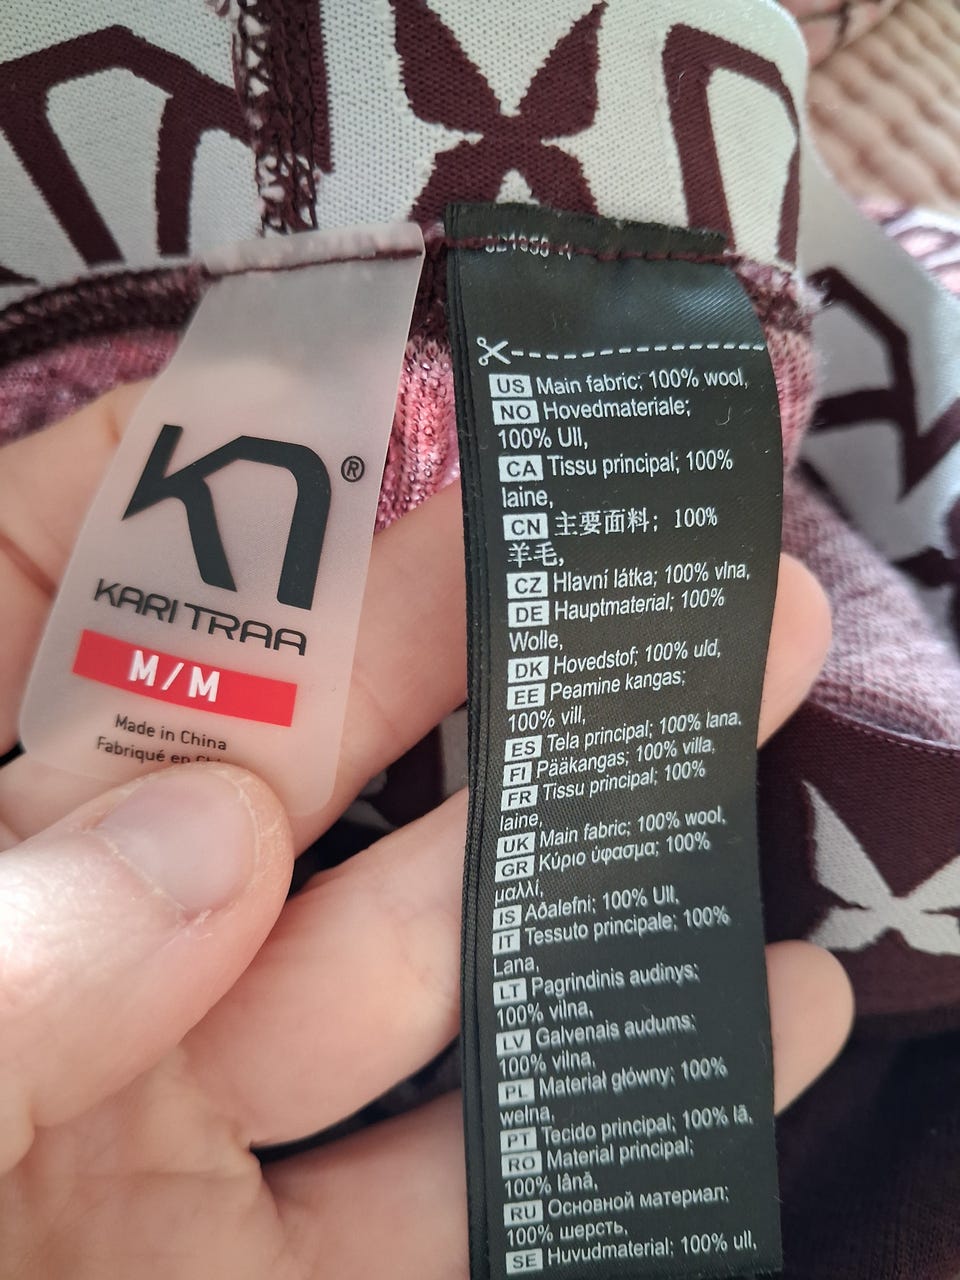 KARI TRAA
®
M/M
Made in China
Fabriqué en
US Main fabric; 100% wool,
NO Hovedmateriale;
100% Ull,
CA Tissu principal; 100%
laine,
CN 主要面料; 100%
羊毛,
CZ Hlavní látka; 100% vlna,
DE Hauptmaterial; 100%
Wolle,
DK Hovedstof; 100% uld,
EE Peamine kangas;
100% vill,
ES Tela principal; 100% lana,
FI Pääkangas; 100% villa,
FR Tissu principal; 100%
laine,
UK Main fabric; 100% wool,
GR Κύριο ύφασμα; 100%
μαλλί,
IS Aðalefni; 100% Ull,
IT Tessuto principale; 100%
Lana,
LT Pagrindinis audinys;
100% vilna,
LV Galvenais audums;
100% vilna,
PL Materiał główny; 100%
wełna,
PT Tecido principal; 100% lã,
RO Material principal;
100% lână,
RU Основной материал;
100% шерсть,
SE Huvudmaterial; 100% ull,